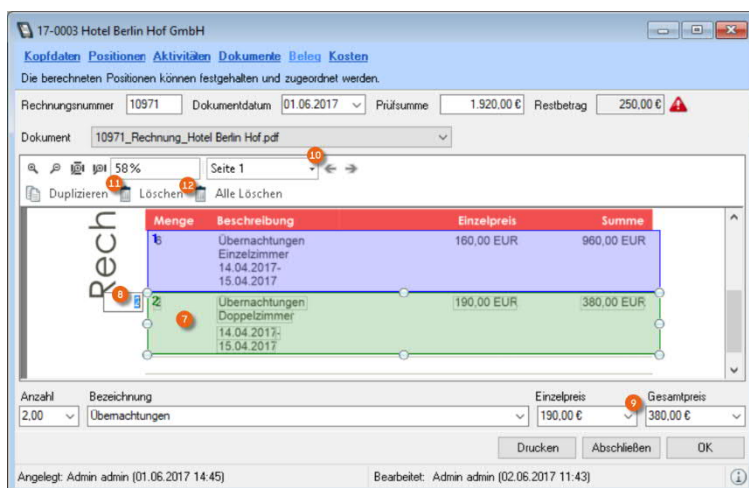 17-0003 Hotel Berlin Hof GmbH
Kopfdaten Positionen Aktivitäten Dokumente Beleg Kosten
Die berechneten Positionen können festgehalten und zugeordnet werden.
Rechnungsnummer 10971 Dokumentdatum 01.06.2017 Prüfsumme 1.920,00 € Restbetrag 250,00 €
Dokument 10971_Rechnung_Hotel Berlin Hof.pdf
58% Seite 1 10
Duplizieren 11 Löschen 12 Alle Löschen
Rech
Menge Beschreibung Einzelpreis Summe
1 6 Übernachtungen 160,00 EUR 960,00 EUR
Einzelzimmer
14.04.2017-
15.04.2017
8 2 Übernachtungen 190,00 EUR 380,00 EUR
7 Doppelzimmer
14.04.2017-
15.04.2017
Anzahl Bezeichnung Einzelpreis 9 Gesamtpreis
2,00 Übernachtungen 190,00 € 380,00 €
Drucken Abschließen OK
Angelegt: Admin admin (01.06.2017 14:45) Bearbeitet: Admin admin (02.06.2017 11:43)